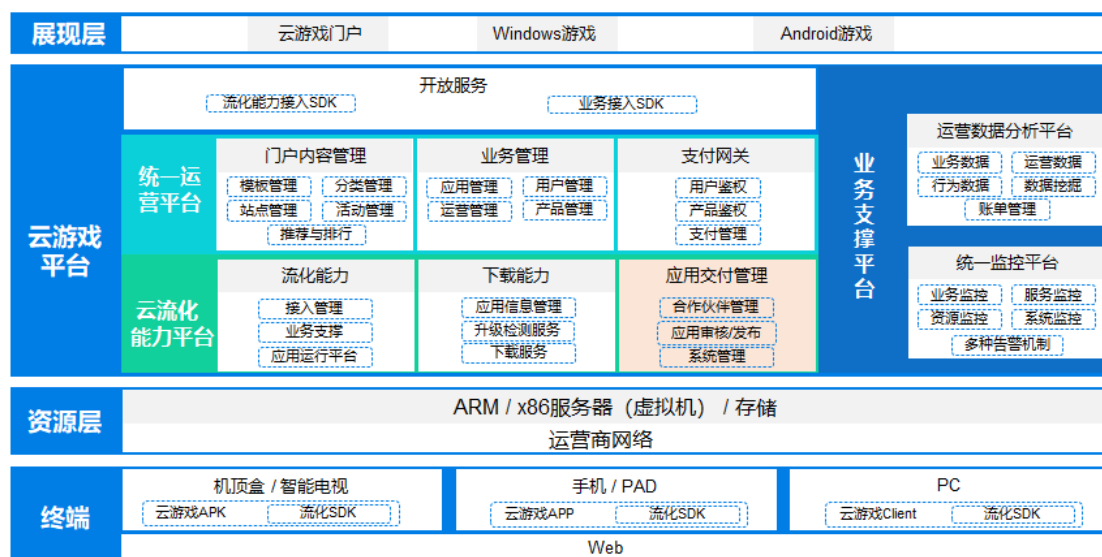 展现层
云游戏门户
Windows游戏
Android游戏
云游戏
平台
开放服务
流化能力接入SDK
业务接入SDK
统一运
营平台
门户内容管理
模板管理
分类管理
站点管理
活动管理
推荐与排行
业务管理
应用管理
用户管理
运营管理
产品管理
支付网关
用户鉴权
产品鉴权
支付管理
云流化
能力平台
流化能力
接入管理
业务支撑
应用运行平台
下载能力
应用信息管理
升级检测服务
下载服务
应用交付管理
合作伙伴管理
应用审核/发布
系统管理
业
务
支
撑
平
台
运营数据分析平台
业务数据
运营数据
行为数据
数据挖掘
账单管理
统一监控平台
业务监控
服务监控
资源监控
系统监控
多种告警机制
资源层
ARM / x86服务器（虚拟机） / 存储
运营商网络
终端
机顶盒 / 智能电视
云游戏APK
流化SDK
手机 / PAD
云游戏APP
流化SDK
PC
云游戏Client
流化SDK
Web